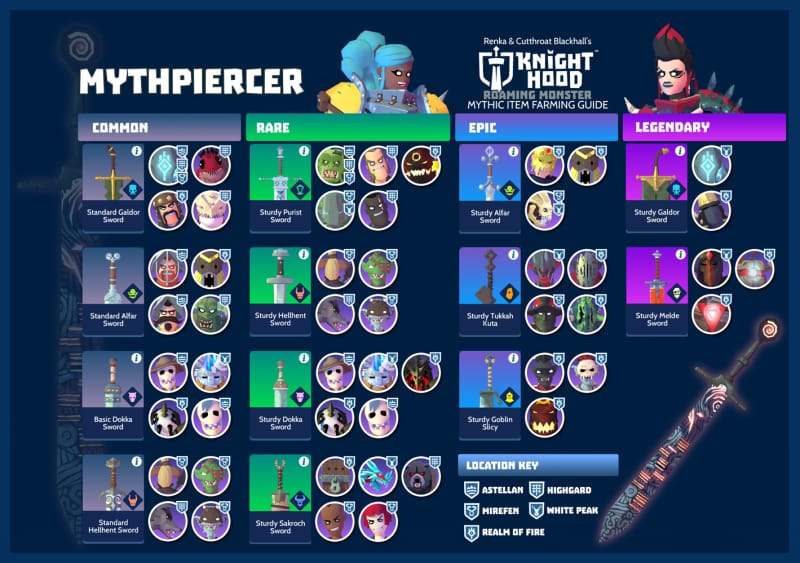 Renka & Cutthroat Blackhall's
KNIGHT
HOOD
ROAMING MONSTER
MYTHIC ITEM FARMING GUIDE
MYTHPIERCER
COMMON
RARE
EPIC
LEGENDARY
Standard Galdor
Sword
Sturdy Purist
Sword
Sturdy Alfar
Sword
Sturdy Galdor
Sword
Standard Alfar
Sword
Sturdy Hellhent
Sword
Sturdy Tukkah
Kuta
Sturdy Melde
Sword
Basic Dokka
Sword
Sturdy Dokka
Sword
Sturdy Goblin
Slicy
Standard
Hellhent Sword
Sturdy Sakroch
Sword
LOCATION KEY
ASTELLAN
HIGHGARD
MIREFEN
WHITE PEAK
REALM OF FIRE